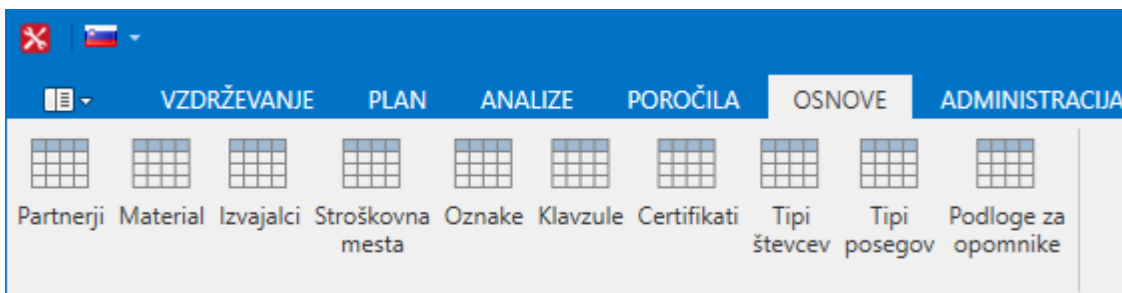 VZDRŽEVANJE PLAN ANALIZE POROČILA OSNOVE ADMINISTRACIJA
Partnerji Material Izvajalci Stroškovna mesta Oznake Klavzule Certifikati Tipi števcev Tipi posegov Podloge za opomnike